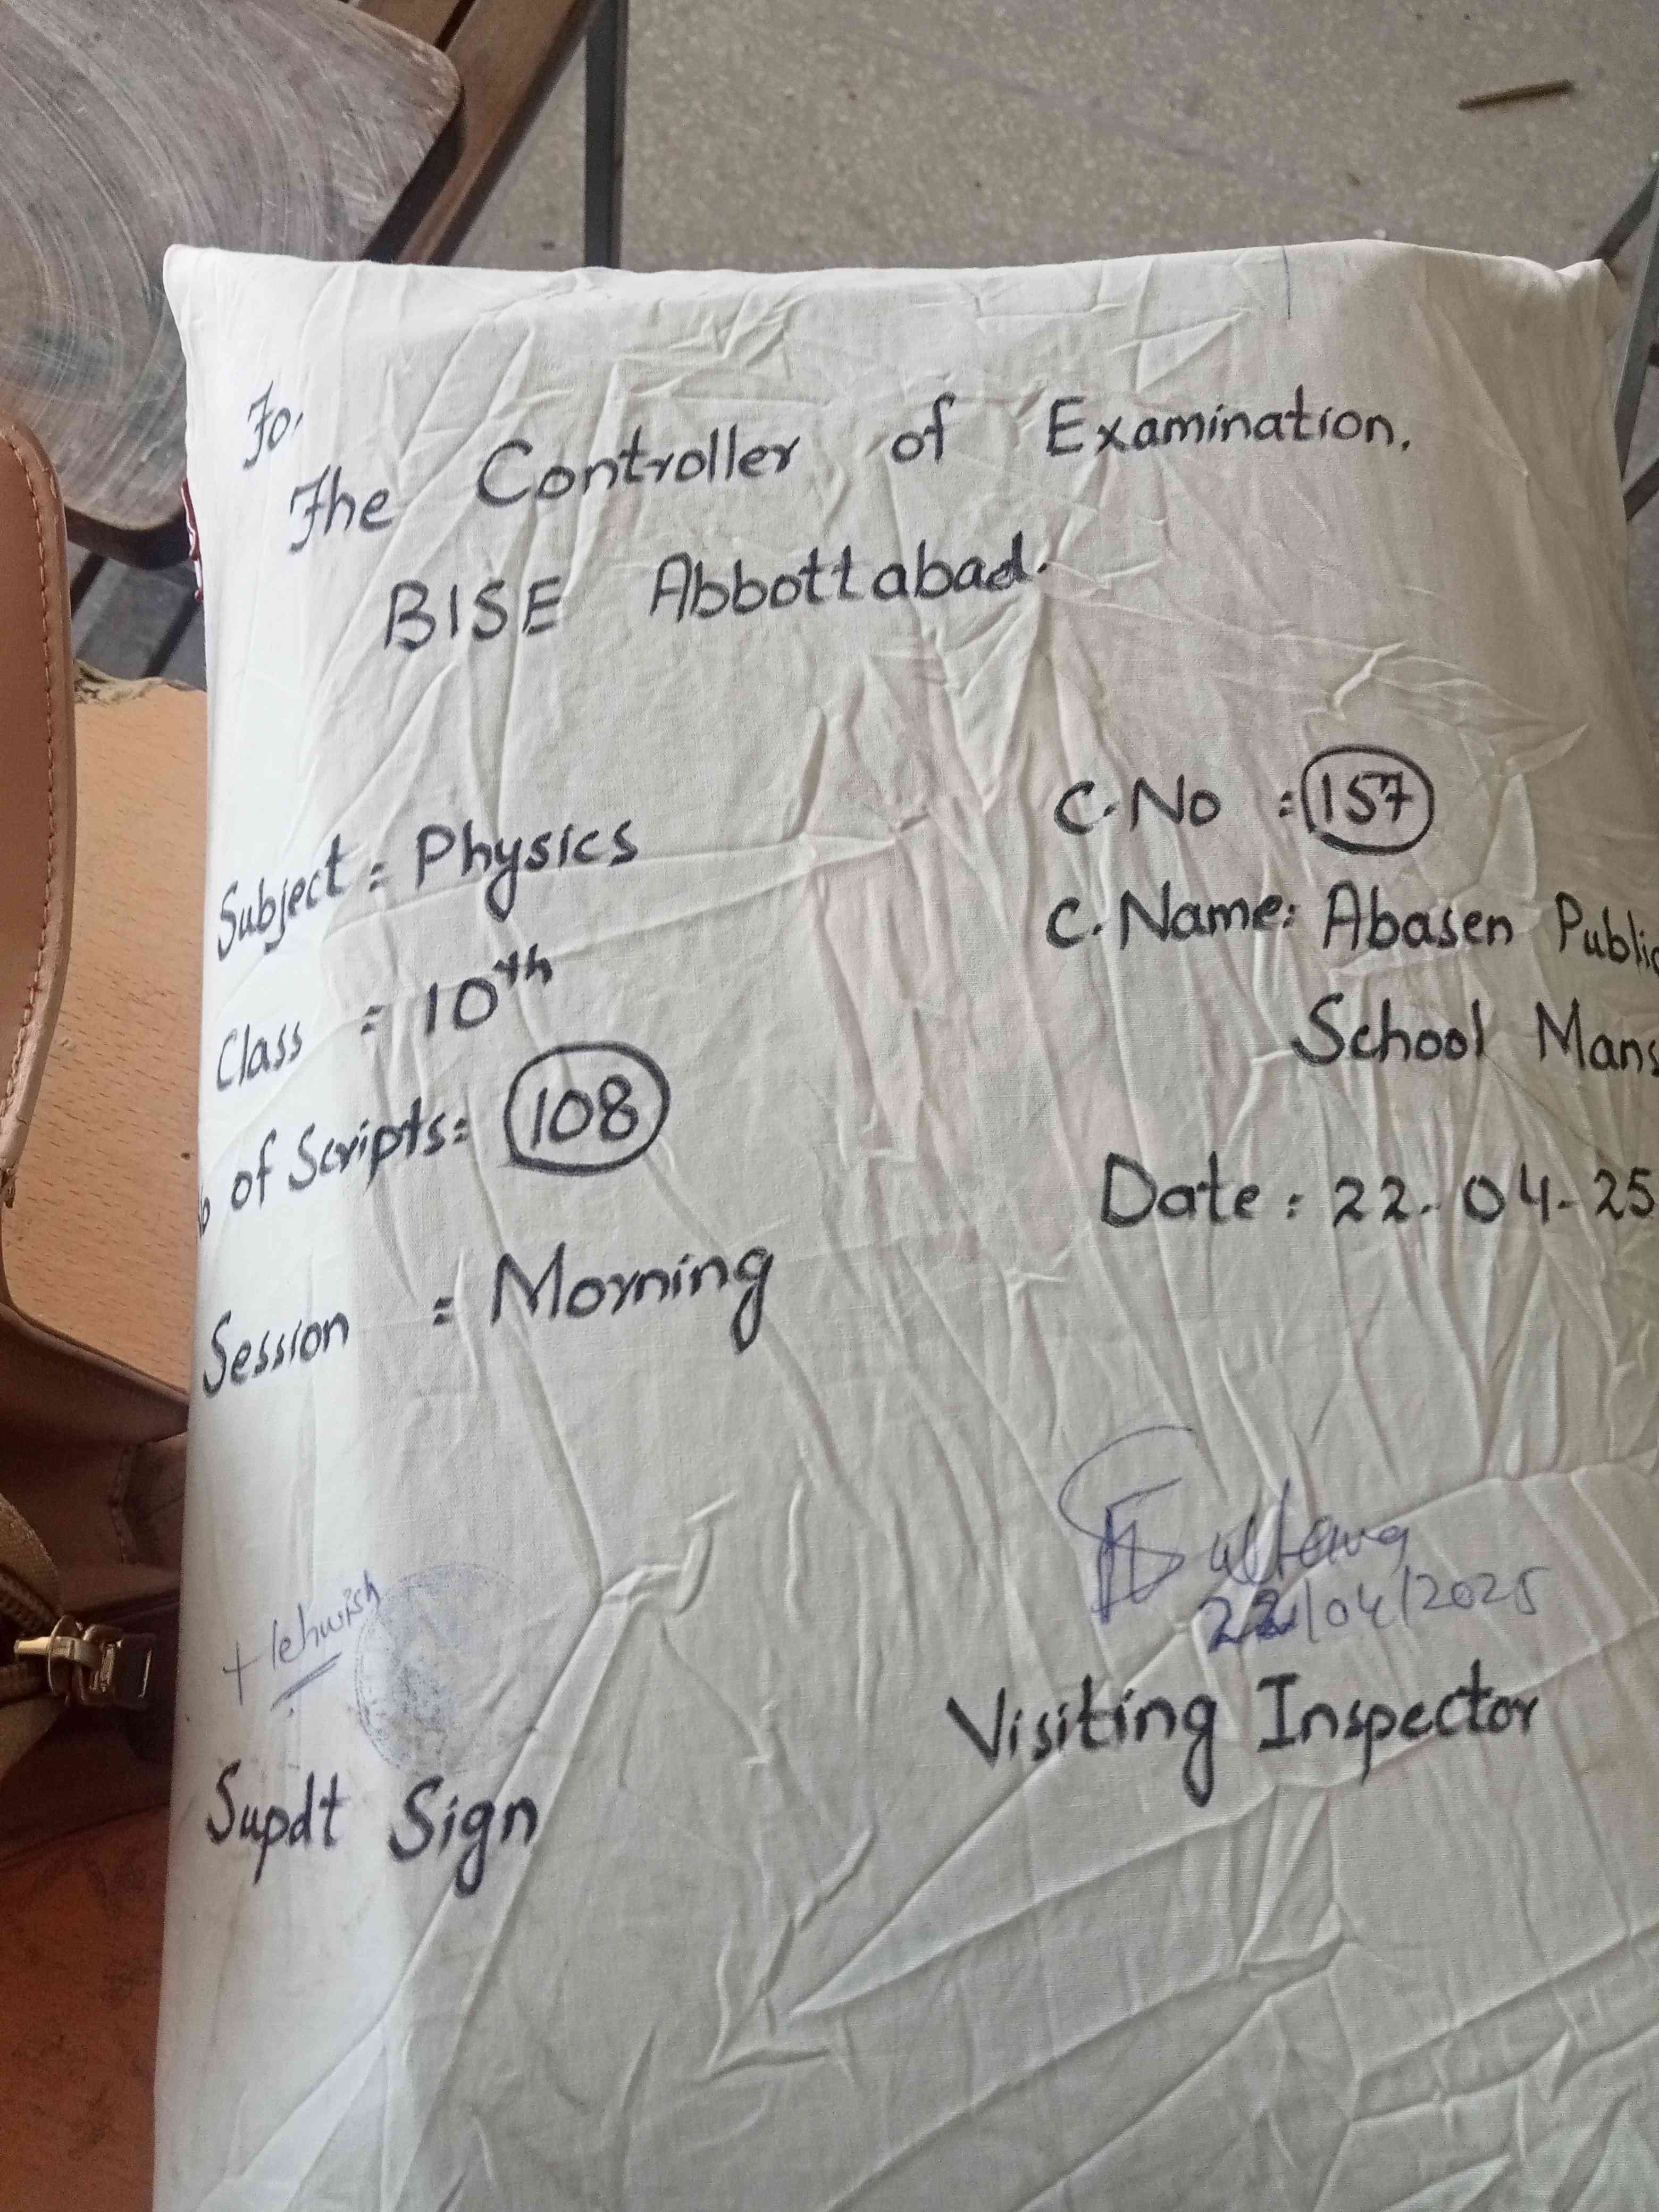 To,
The Controller of Examination.
BISE Abbottabad.
C.No : 157
Subject = Physics
C.Name: Abasen Public
School Mans
Class = 10th
of Scripts = 108
Date : 22-04-25
Session = Morning
22/04/2025
Visiting Inspector
Supdt Sign